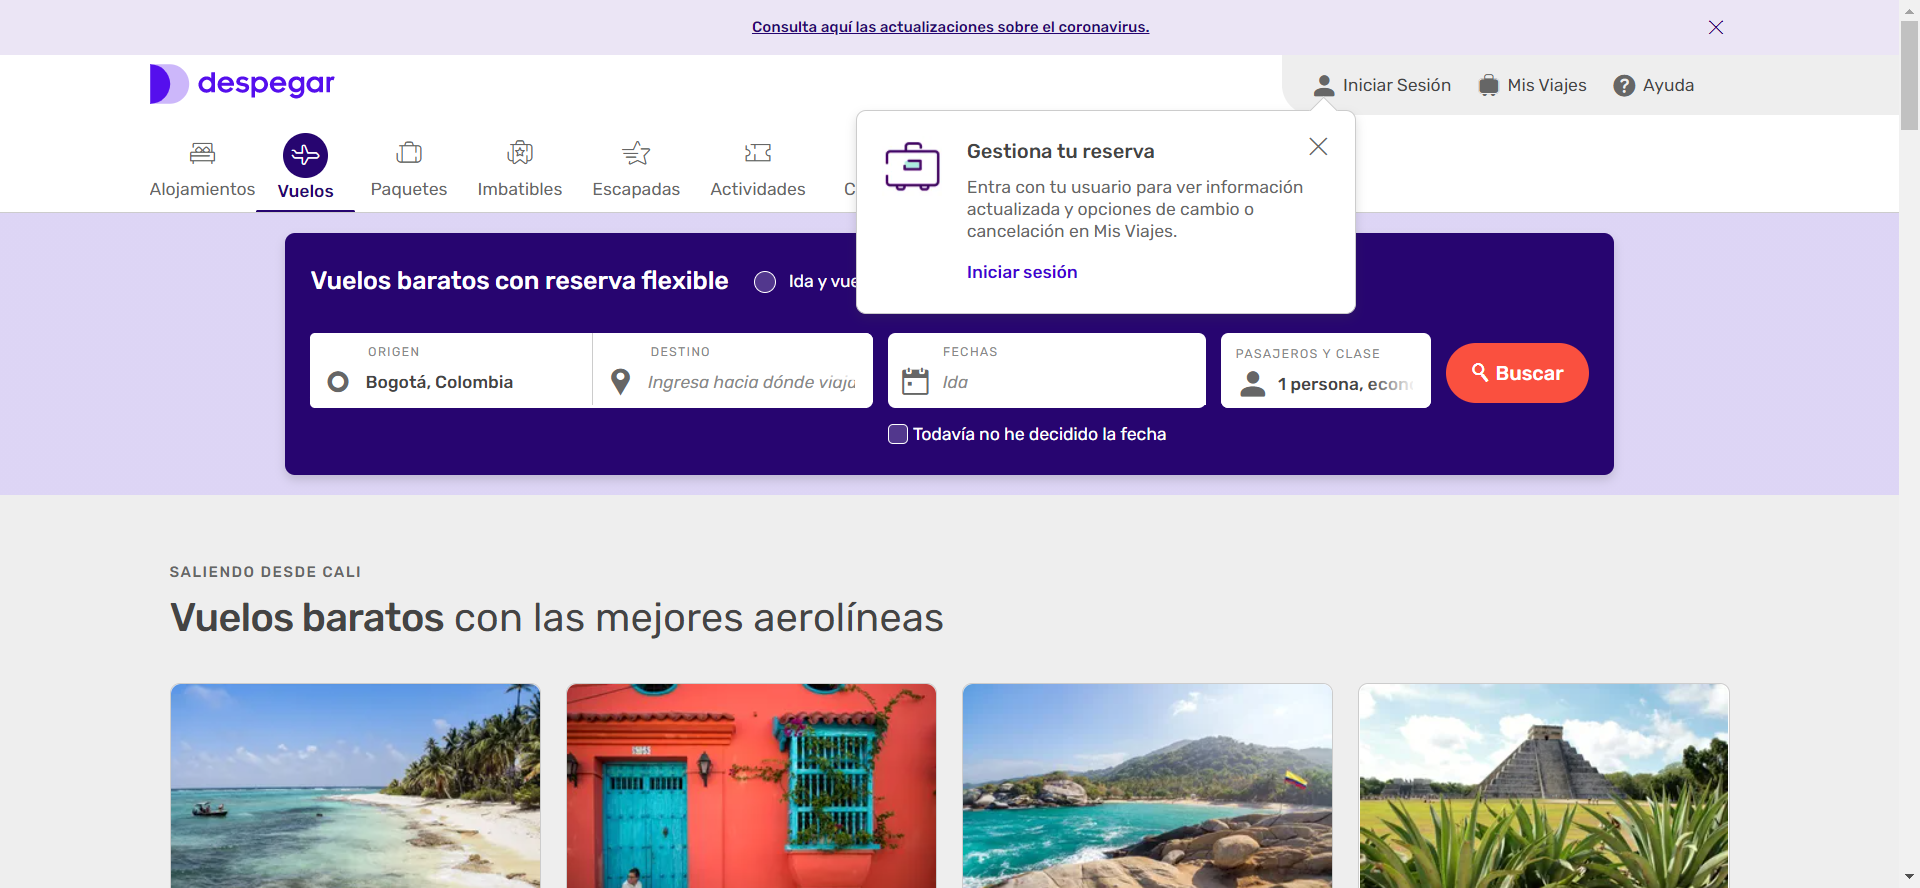 Consulta aquí las actualizaciones sobre el coronavirus.
despegar
Iniciar Sesión
Mis Viajes
Ayuda
Alojamientos
Vuelos
Paquetes
Imbatibles
Escapadas
Actividades
C
Gestiona tu reserva
Entra con tu usuario para ver información
actualizada y opciones de cambio o
cancelación en Mis Viajes.
Iniciar sesión
Vuelos baratos con reserva flexible
Ida y vue
ORIGEN
Bogotá, Colombia
DESTINO
Ingresa hacia dónde viaja
FECHAS
Ida
PASAJEROS Y CLASE
1 persona, econ
Buscar
Todavía no he decidido la fecha
SALIENDO DESDE CALI
Vuelos baratos con las mejores aerolíneas